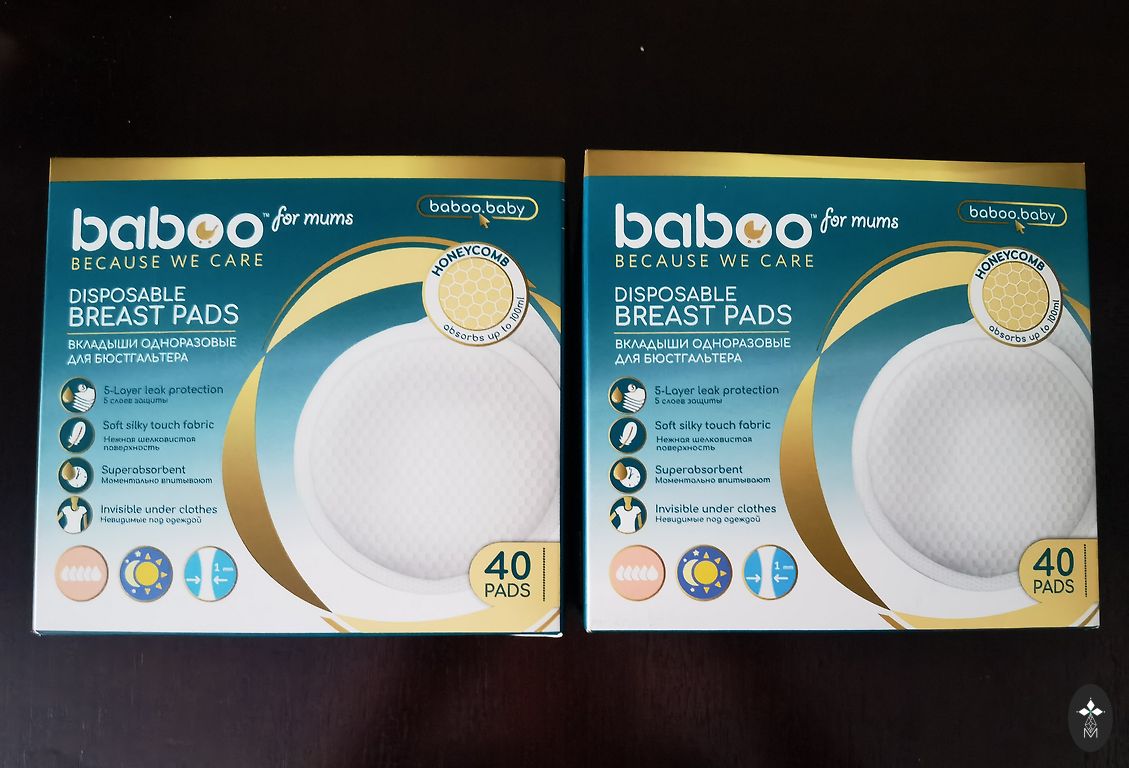 baboo™ for mums
baboo.baby
BECAUSE WE CARE
HONEYCOMB
absorbs up to 100ml
DISPOSABLE
BREAST PADS
ВКЛАДЫШИ ОДНОРАЗОВЫЕ
ДЛЯ БЮСТГАЛЬТЕРА
5-Layer leak protection
5 слоев защиты
Soft silky touch fabric
Нежная шелковистая
поверхность
Superabsorbent
Моментально впитывают
Invisible under clothes
Невидимые под одеждой
1 mm
40
PADS
baboo™ for mums
baboo.baby
BECAUSE WE CARE
HONEYCOMB
absorbs up to 100ml
DISPOSABLE
BREAST PADS
ВКЛАДЫШИ ОДНОРАЗОВЫЕ
ДЛЯ БЮСТГАЛЬТЕРА
5-Layer leak protection
5 слоев защиты
Soft silky touch fabric
Нежная шелковистая
поверхность
Superabsorbent
Моментально впитывают
Invisible under clothes
Невидимые под одеждой
1 mm
40
PADS